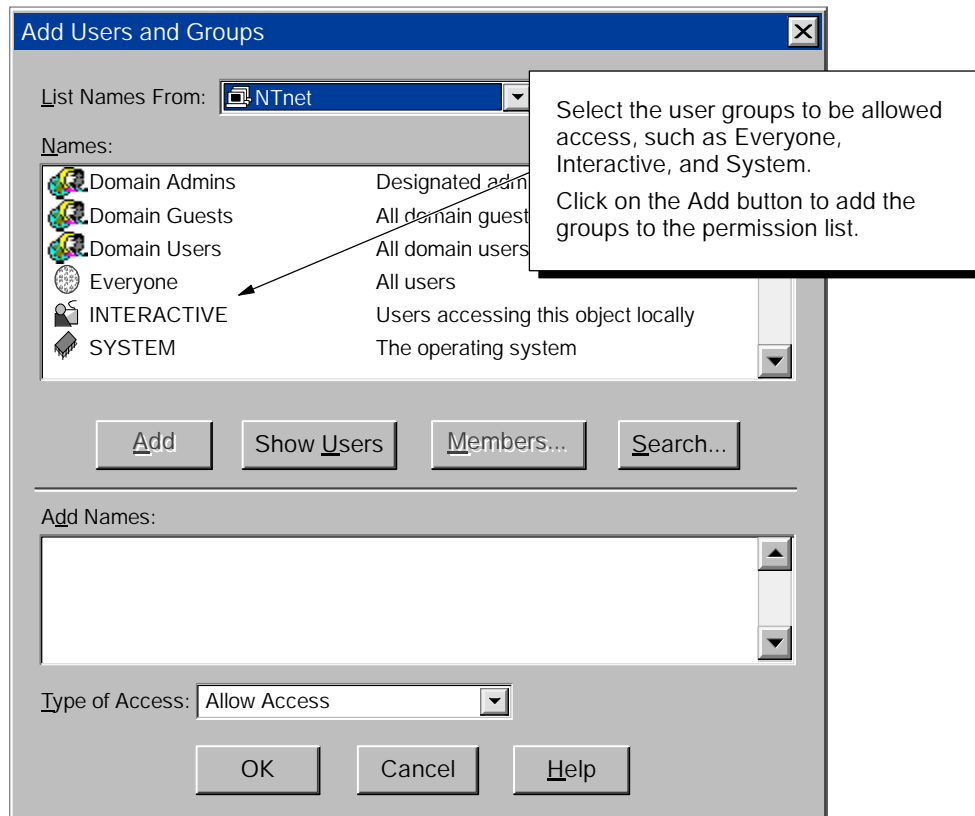 Add Users and Groups
List Names From: NTnet
Select the user groups to be allowed
access, such as Everyone,
Interactive, and System.
Click on the Add button to add the
groups to the permission list.
Names:
Domain Admins Designated adm
Domain Guests All domain guest
Domain Users All domain users
Everyone All users
INTERACTIVE Users accessing this object locally
SYSTEM The operating system
Add Show Users Members... Search...
Add Names:
Type of Access: Allow Access
OK Cancel Help